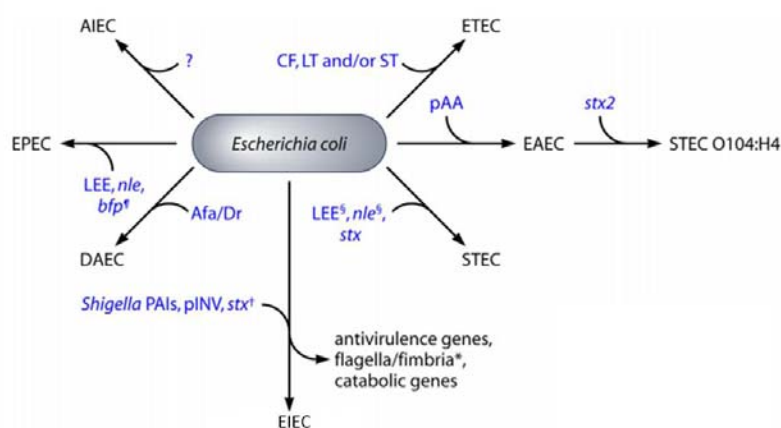 AIEC
ETEC
?
CF, LT and/or ST
pAA
stx2
EPEC
Escherichia coli
EAEC
STEC O104:H4
LEE, nle,
bfp¶
Afa/Dr
LEE§, nle§,
stx
DAEC
STEC
Shigella PAIs, pINV, stx†
antivirulence genes,
flagella/fimbria*,
catabolic genes
EIEC